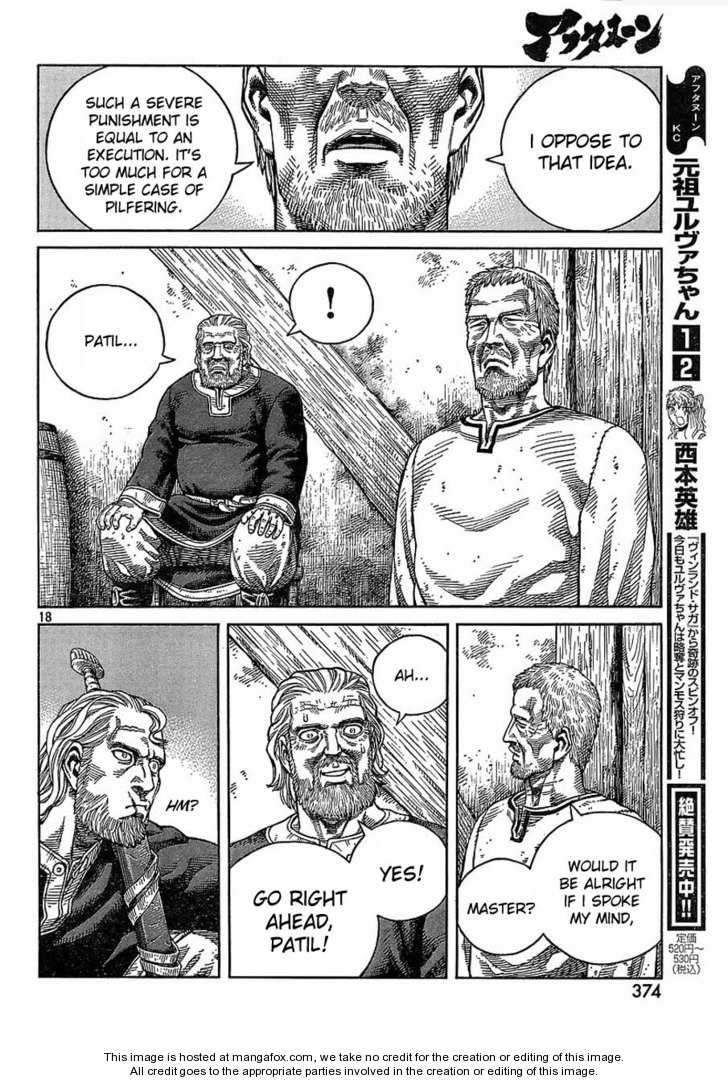 アフタヌーン
I OPPOSE TO
THAT IDEA.
SUCH A SEVERE
PUNISHMENT IS
EQUAL TO AN
EXECUTION. IT'S
TOO MUCH FOR A
SIMPLE CASE OF
PILFERING.
!
PATIL...
18
WOULD IT
BE ALRIGHT
IF I SPOKE
MY MIND,
MASTER?
AH...
YES!
GO RIGHT
AHEAD,
PATIL!
HM?
アフタヌーンKC
元祖ユルヴァちゃん
1
2
西本英雄
『ヴィンランド・サガ』から奇跡のスピンオフ!
今日もユルヴァちゃんは略奪とマンモス狩りに大忙し!
絶賛発売中!!
定価
520円〜
530円
(税込)
374
This image is hosted at mangafox.com, we take no credit for the creation or editing of this image.
All credit goes to the appropriate parties involved in the creation and editing of this image.